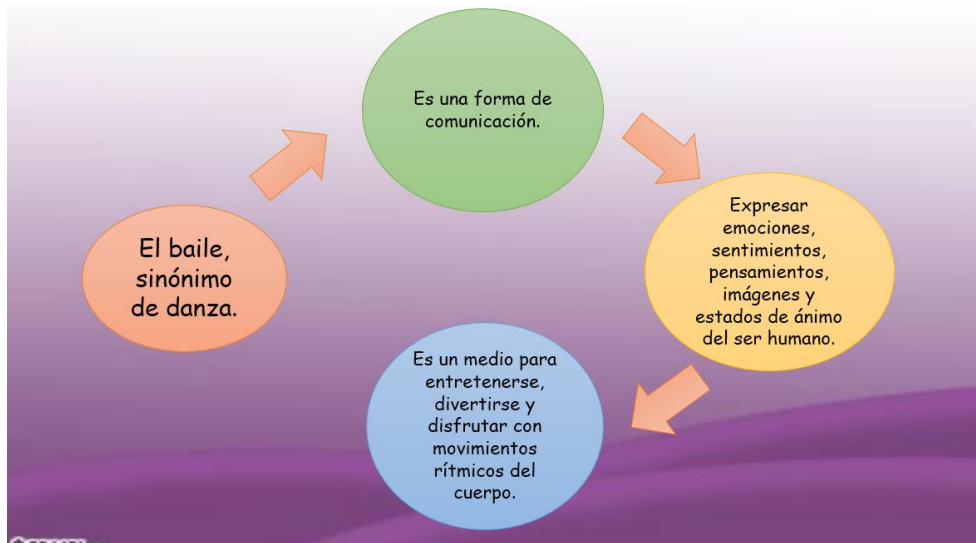 El baile,
sinónimo
de danza.
Es una forma de
comunicación.
Expresar
emociones,
sentimientos,
pensamientos,
imágenes y
estados de ánimo
del ser humano.
Es un medio para
entretenerse,
divertirse y
disfrutar con
movimientos
rítmicos del
cuerpo.